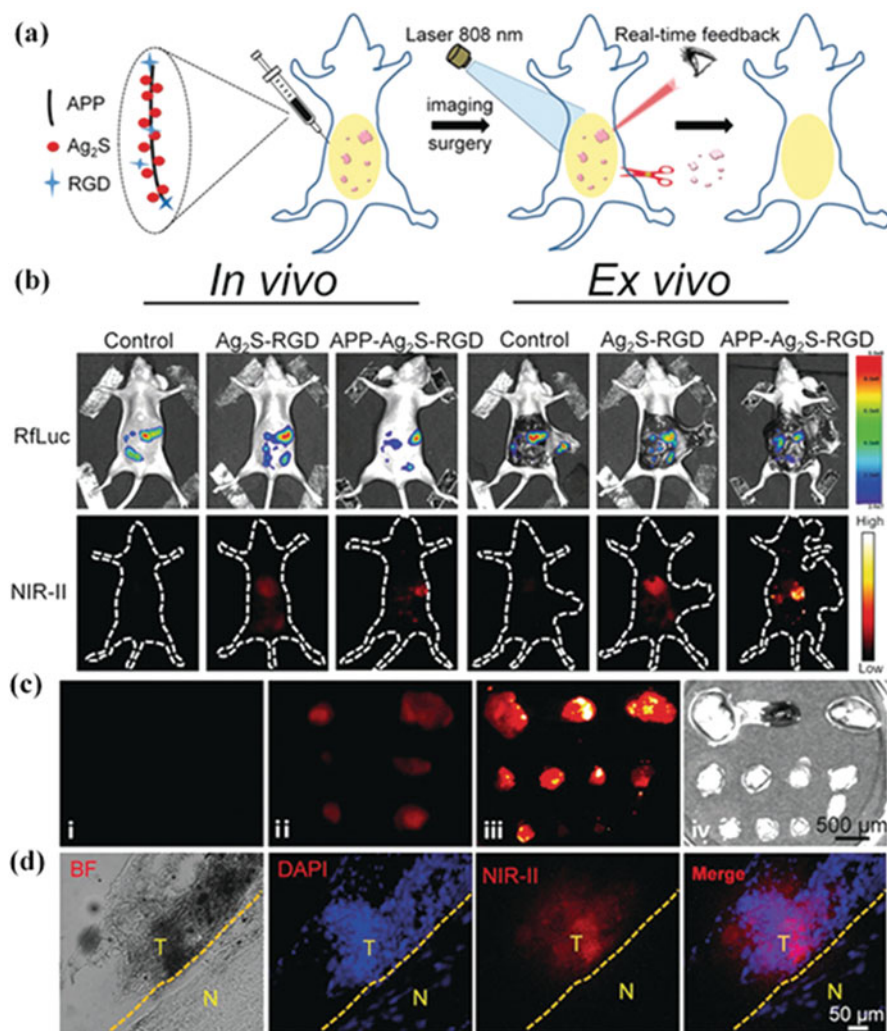 (a)
APP
Ag₂S
RGD
Laser 808 nm
imaging
surgery
Real-time feedback
(b)
In vivo
Ex vivo
Control
Ag₂S-RGD
APP-Ag₂S-RGD
Control
Ag₂S-RGD
APP-Ag₂S-RGD
RfLuc
NIR-II
High
Low
(c)
i
ii
iii
iv
500 μm
(d)
BF
DAPI
NIR-II
Merge
T
T
T
T
N
N
N
N
50 μm